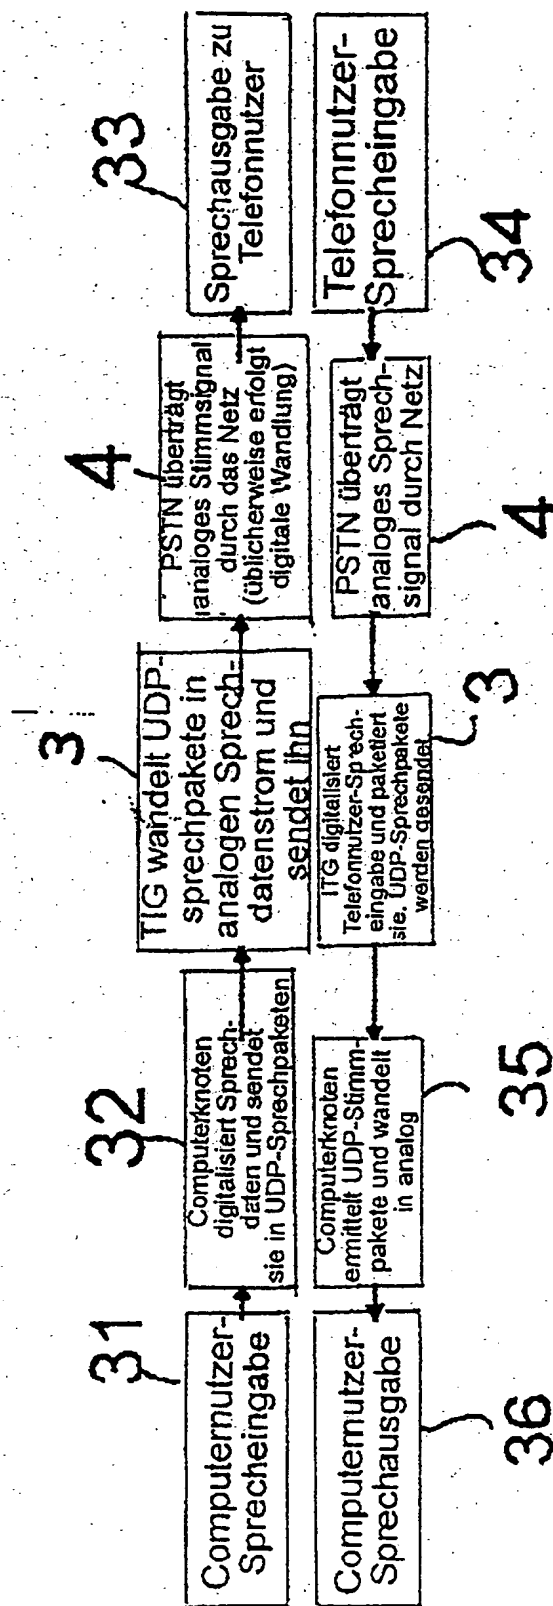 31
Computernutzer-
Sprecheingabe
32
Computerknoten
digitalisiert Sprech-
daten und sendet
sie in UDP-Sprechpaketen
3
TIG wandelt UDP-
sprechpakete in
analogen Sprech-
datenstrom und
sendet ihn
4
PSTN überträgt
analoges Stimmsignal
durch das Netz
(üblicherweise erfolgt
digitale Wandlung)
33
Sprechausgabe zu
Telefonnutzer
Telefonnutzer-
Sprecheingabe
34
PSTN überträgt
analoges Sprech-
signal durch Netz
4
ITG digitalisiert
Telefonnutzer-Sprech-
eingabe und paketiert
sie. UDP-Sprechpakete
werden gesendet
3
Computerknoten
ermittelt UDP-Stimm-
pakete und wandelt
in analog
35
Computernutzer-
Sprachausgabe
36